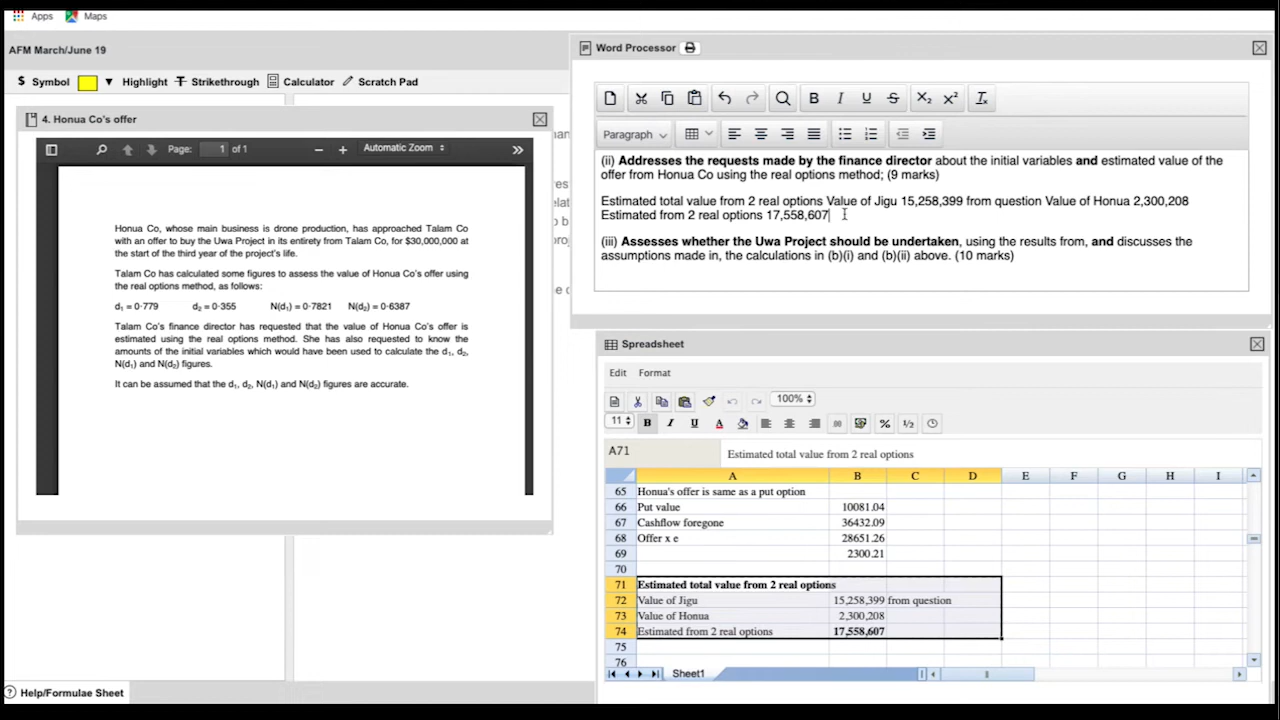 Apps Maps
AFM March/June 19
$ Symbol ▼ Highlight T Strikethrough Calculator Scratch Pad
4. Honua Co's offer
Page: 1 of 1 − + Automatic Zoom »
Honua Co, whose main business is drone production, has approached Talam Co
with an offer to buy the Uwa Project in its entirety from Talam Co, for $30,000,000 at
the start of the third year of the project's life.
Talam Co has calculated some figures to assess the value of Honua Co's offer using
the real options method, as follows:
d₁ = 0·779 d₂ = 0·355 N(d₁) = 0·7821 N(d₂) = 0·6387
Talam Co's finance director has requested that the value of Honua Co's offer is
estimated using the real options method. She has also requested to know the
amounts of the initial variables which would have been used to calculate the d₁, d₂,
N(d₁) and N(d₂) figures.
It can be assumed that the d₁, d₂, N(d₁) and N(d₂) figures are accurate.
Help/Formulae Sheet
Word Processor
B I U S X₂ X² Tx
Paragraph
(ii) Addresses the requests made by the finance director about the initial variables and estimated value of the
offer from Honua Co using the real options method; (9 marks)
Estimated total value from 2 real options Value of Jigu 15,258,399 from question Value of Honua 2,300,208
Estimated from 2 real options 17,558,607
(iii) Assesses whether the Uwa Project should be undertaken, using the results from, and discusses the
assumptions made in, the calculations in (b)(i) and (b)(ii) above. (10 marks)
Spreadsheet
Edit Format
100%
11 B I U A % 1/2
A71 Estimated total value from 2 real options
A B C D E F G H I
65 Honua's offer is same as a put option
66 Put value 10081.04
67 Cashflow foregone 36432.09
68 Offer x e 28651.26
69 2300.21
70
71 Estimated total value from 2 real options
72 Value of Jigu 15,258,399 from question
73 Value of Honua 2,300,208
74 Estimated from 2 real options 17,558,607
75
76
Sheet1